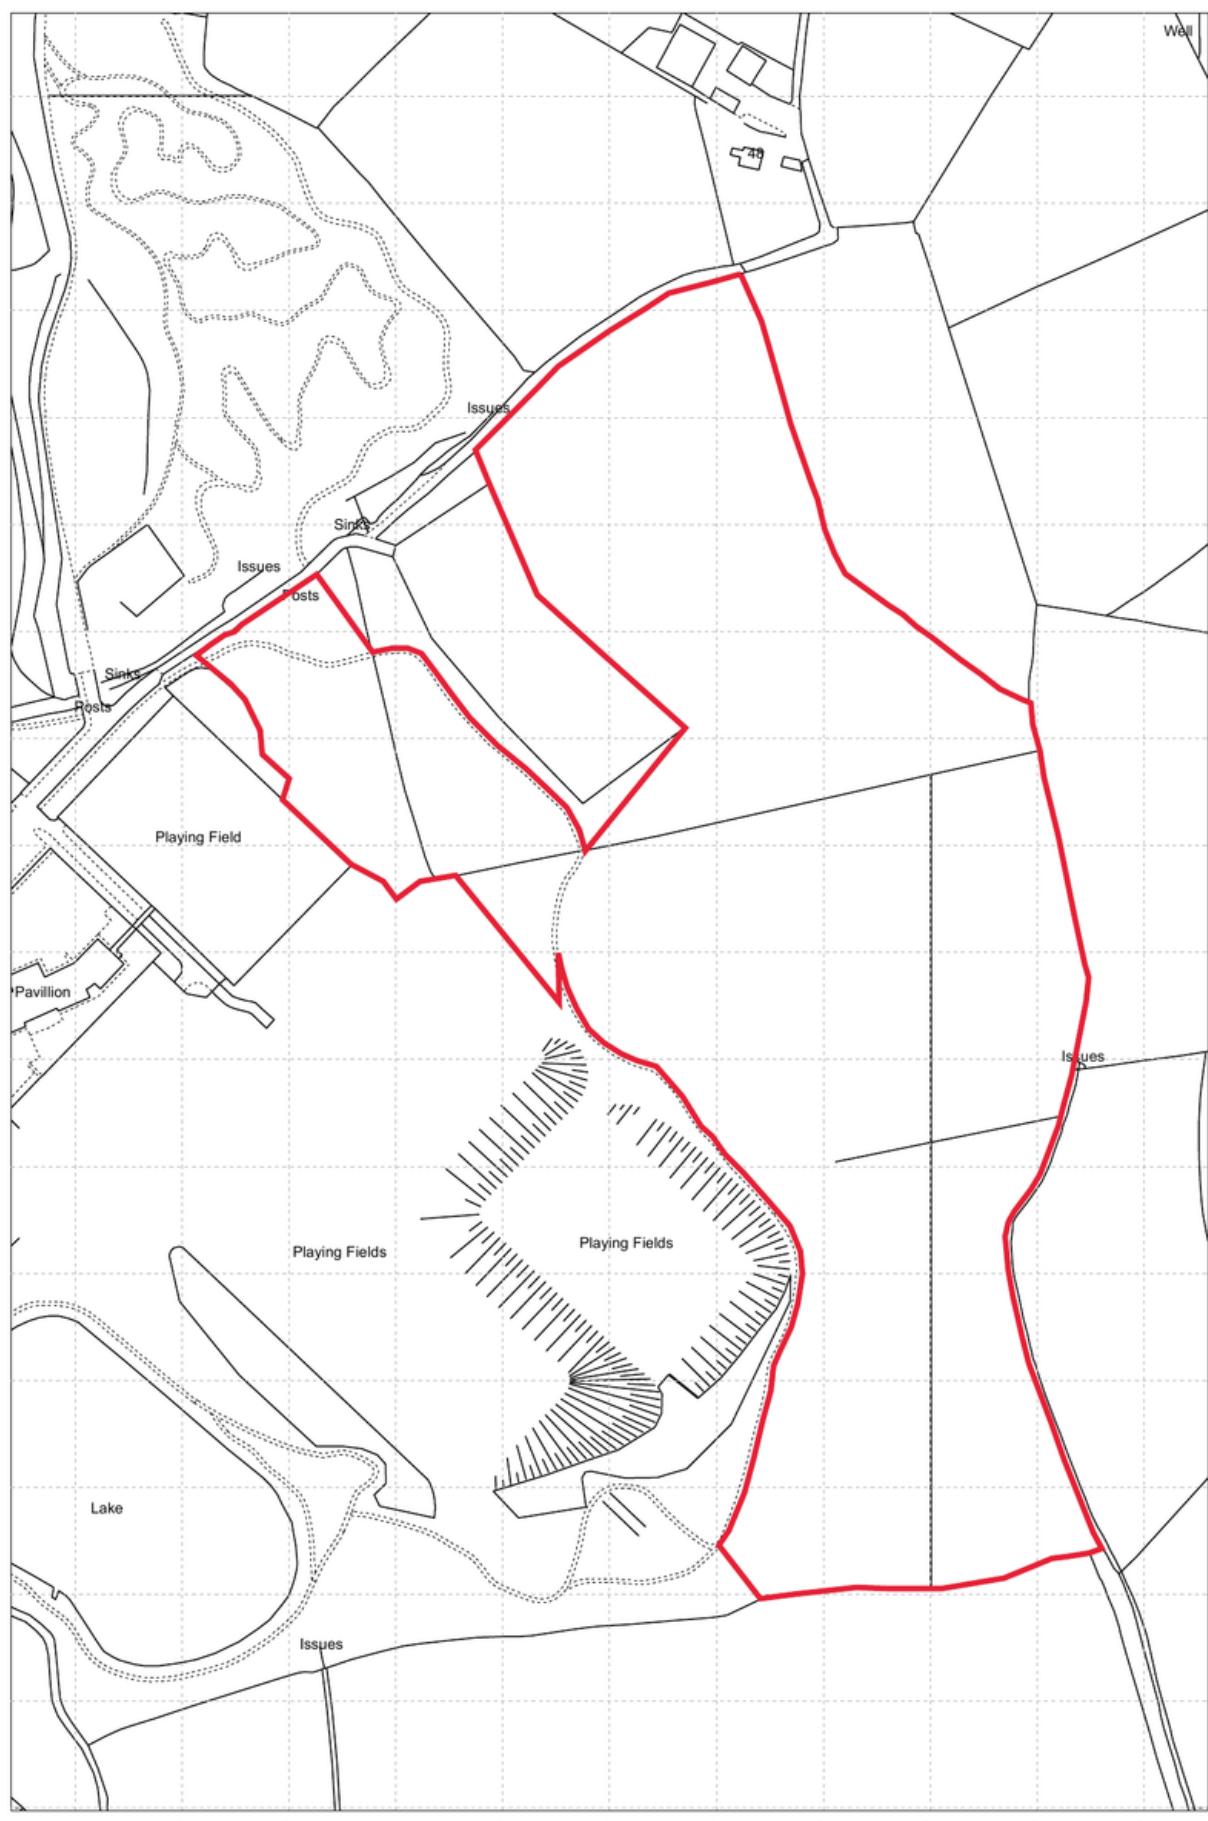 Well
48
Issues
Sinks
Issues
Posts
Sinks
Posts
Playing Field
Pavillion
Issues
Playing Fields
Playing Fields
Lake
Issues